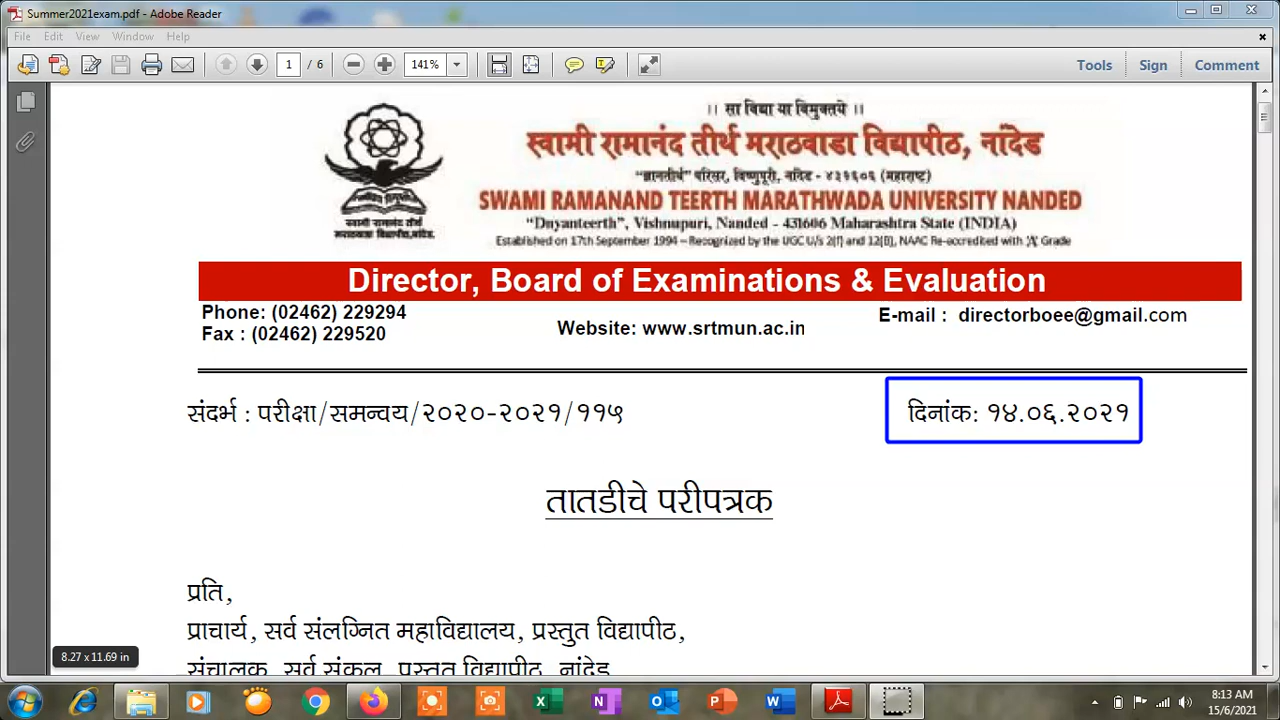 Summer2021exam.pdf - Adobe Reader
File Edit View Window Help
1 / 6 141% Tools Sign Comment
।। सा विद्या या विमुक्तये ।।
स्वामी रामानंद तीर्थ मराठवाडा विद्यापीठ, नांदेड
“ज्ञानतीर्थ” परिसर, विष्णुपूरी, नांदेड - ४३१६०६ (महाराष्ट्र)
SWAMI RAMANAND TEERTH MARATHWADA UNIVERSITY NANDED
“Dnyanteerth”, Vishnupuri, Nanded - 431606 Maharashtra State (INDIA)
Established on 17th September 1994 – Recognized by the UGC U/s 2(f) and 12(B), NAAC Re-accredited with 'A' Grade
स्वामी रामानंद तीर्थ
मराठवाडा विद्यापीठ, नांदेड.
Director, Board of Examinations & Evaluation
Phone: (02462) 229294
Fax : (02462) 229520
Website: www.srtmun.ac.in
E-mail : directorboee@gmail.com
संदर्भ : परीक्षा/समन्वय/२०२०-२०२१/११५
दिनांक: १४.०६.२०२१
तातडीचे परीपत्रक
प्रति,
प्राचार्य, सर्व संलग्नित महाविद्यालय, प्रस्तुत विद्यापीठ,
संचालक, सर्व संकुल, प्रस्तुत विद्यापीठ, नांदेड
8.27 x 11.69 in
8:13 AM
15/6/2021